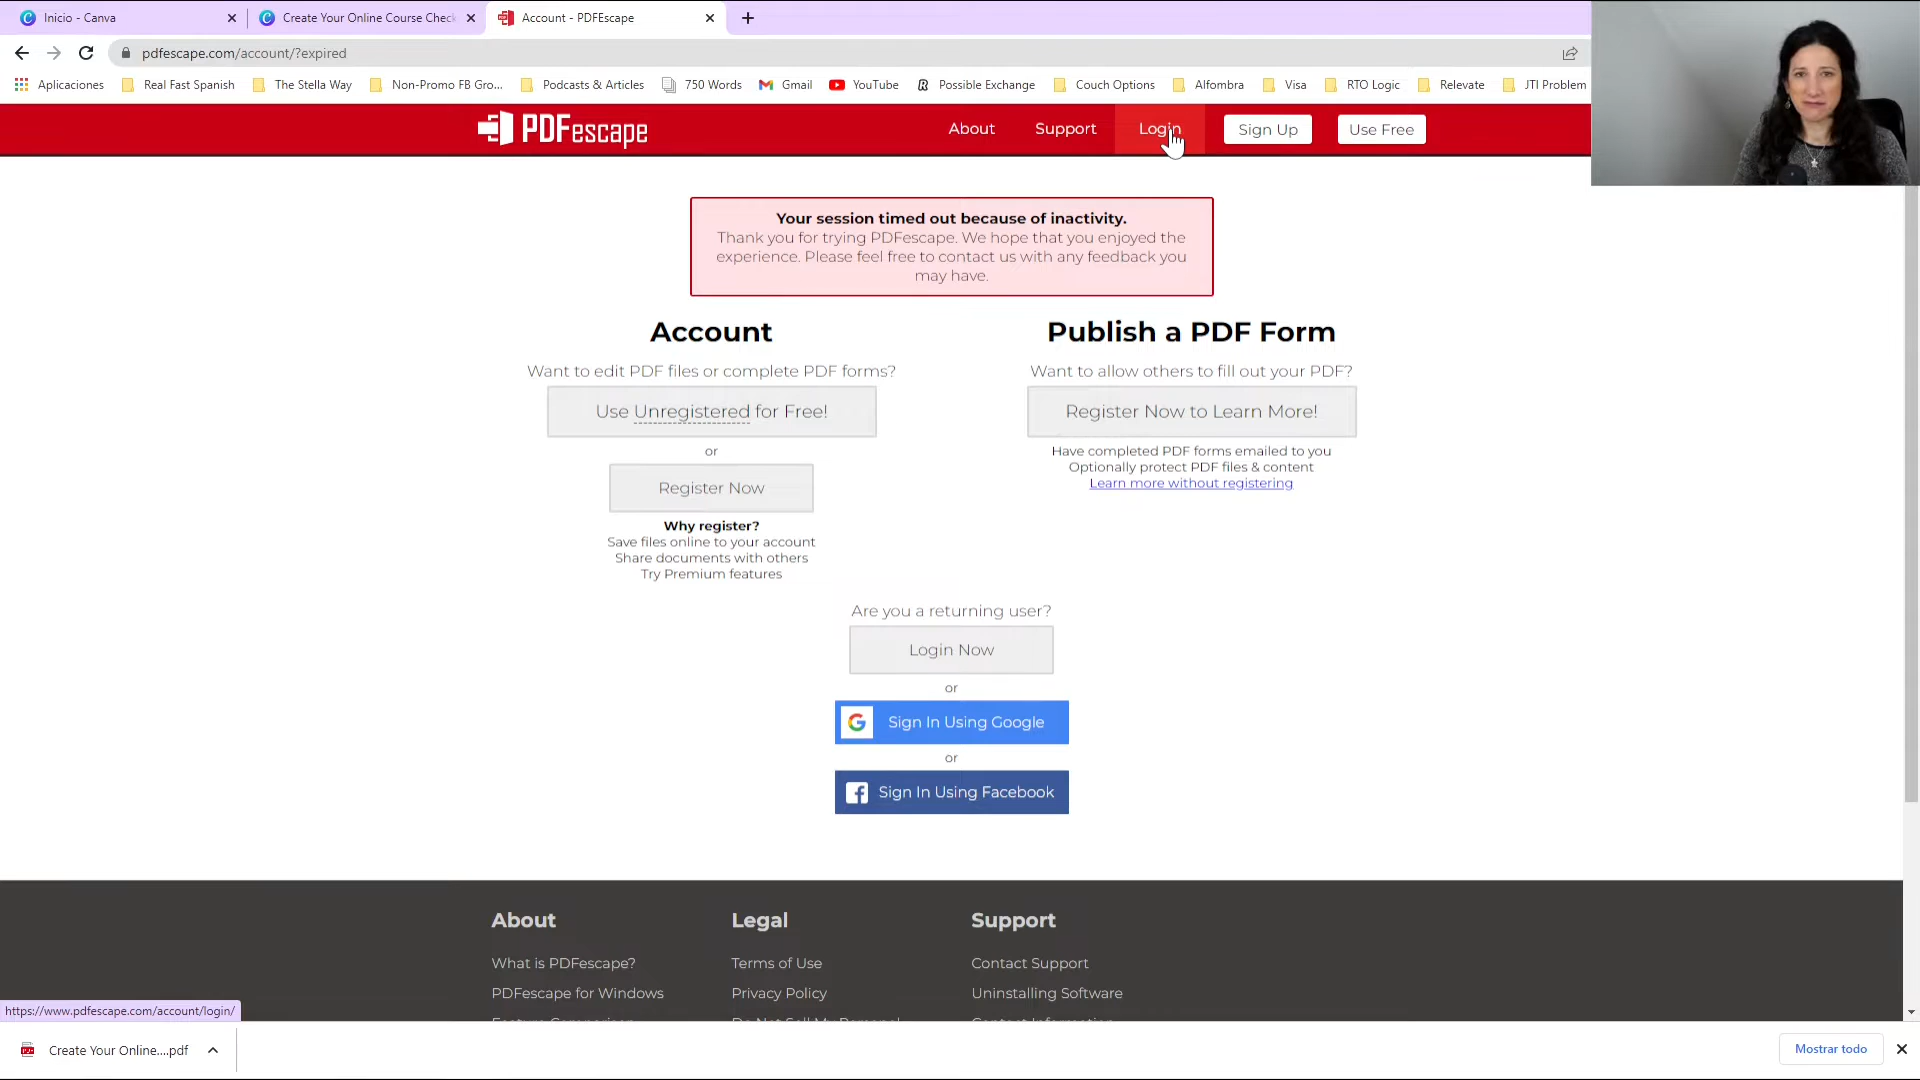 Inicio - Canva
Create Your Online Course Check
Account - PDFEscape
pdfescape.com/account/?expired
Aplicaciones
Real Fast Spanish
The Stella Way
Non-Promo FB Gro...
Podcasts & Articles
750 Words
Gmail
YouTube
Possible Exchange
Couch Options
Alfombra
Visa
RTO Logic
Relevate
JTI Problem
PDFescape
About
Support
Login
Sign Up
Use Free
Your session timed out because of inactivity.
Thank you for trying PDFescape. We hope that you enjoyed the
experience. Please feel free to contact us with any feedback you
may have.
Account
Want to edit PDF files or complete PDF forms?
Use Unregistered for Free!
or
Register Now
Why register?
Save files online to your account
Share documents with others
Try Premium features
Publish a PDF Form
Want to allow others to fill out your PDF?
Register Now to Learn More!
Have completed PDF forms emailed to you
Optionally protect PDF files & content
Learn more without registering
Are you a returning user?
Login Now
or
Sign In Using Google
or
Sign In Using Facebook
About
What is PDFescape?
PDFescape for Windows
Legal
Terms of Use
Privacy Policy
Support
Contact Support
Uninstalling Software
https://www.pdfescape.com/account/login/
Create Your Online....pdf
Mostrar todo